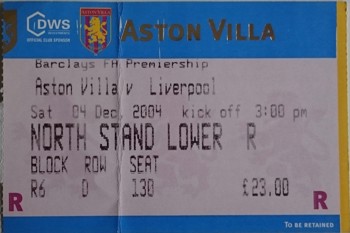 DWS
INVESTMENTS
OFFICIAL CLUB SPONSOR
ASTON VILLA
Barclays FA Premiership
Aston Villa v Liverpool
Sat 04 Dec, 2004 kick off 3:00 pm
NORTH STAND LOWER R
BLOCK ROW SEAT
R6 D 130 £23.00
R R
TO BE RETAINED